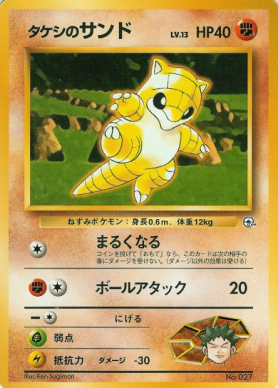 タケシのサンド LV.13 HP40
ねずみポケモン：身長0.6m、体重12kg
まるくなる
コインを投げて「おもて」なら、このカードは次の相手の番にダメージを受けない。（ダメージ以外の効果は受ける）
ボールアタック 20
にげる
弱点
抵抗力 ダメージ -30
Illus. Ken Sugimori
No.027